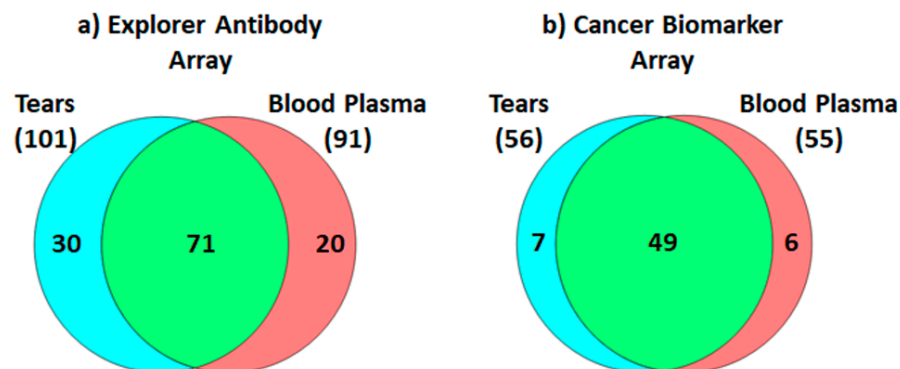 a) Explorer Antibody
Array
Tears
(101)
Blood Plasma
(91)
30
71
20
b) Cancer Biomarker
Array
Tears
(56)
Blood Plasma
(55)
7
49
6